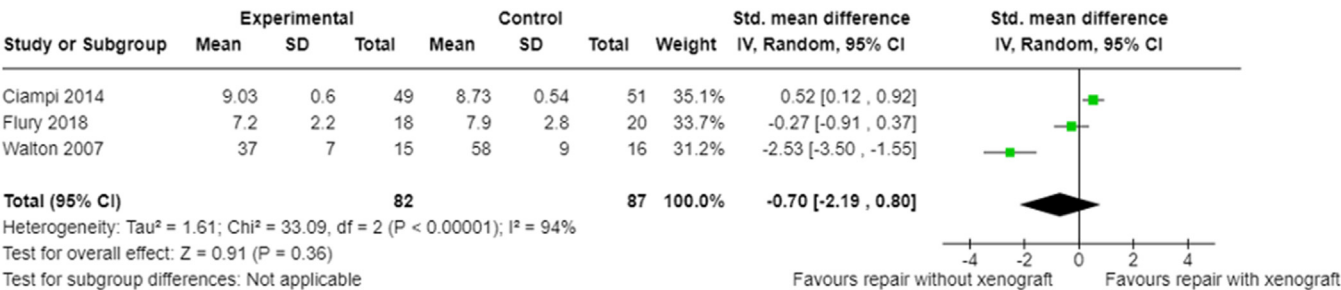 Experimental Control Std. mean difference Std. mean difference
Study or Subgroup Mean SD Total Mean SD Total Weight IV, Random, 95% CI IV, Random, 95% CI
Ciampi 2014 9.03 0.6 49 8.73 0.54 51 35.1% 0.52 [0.12 , 0.92]
Flury 2018 7.2 2.2 18 7.9 2.8 20 33.7% -0.27 [-0.91 , 0.37]
Walton 2007 37 7 15 58 9 16 31.2% -2.53 [-3.50 , -1.55]
Total (95% CI) 82 87 100.0% -0.70 [-2.19 , 0.80]
Heterogeneity: Tau² = 1.61; Chi² = 33.09, df = 2 (P < 0.00001); I² = 94%
Test for overall effect: Z = 0.91 (P = 0.36)
-4 -2 0 2 4
Test for subgroup differences: Not applicable
Favours repair without xenograft Favours repair with xenograft